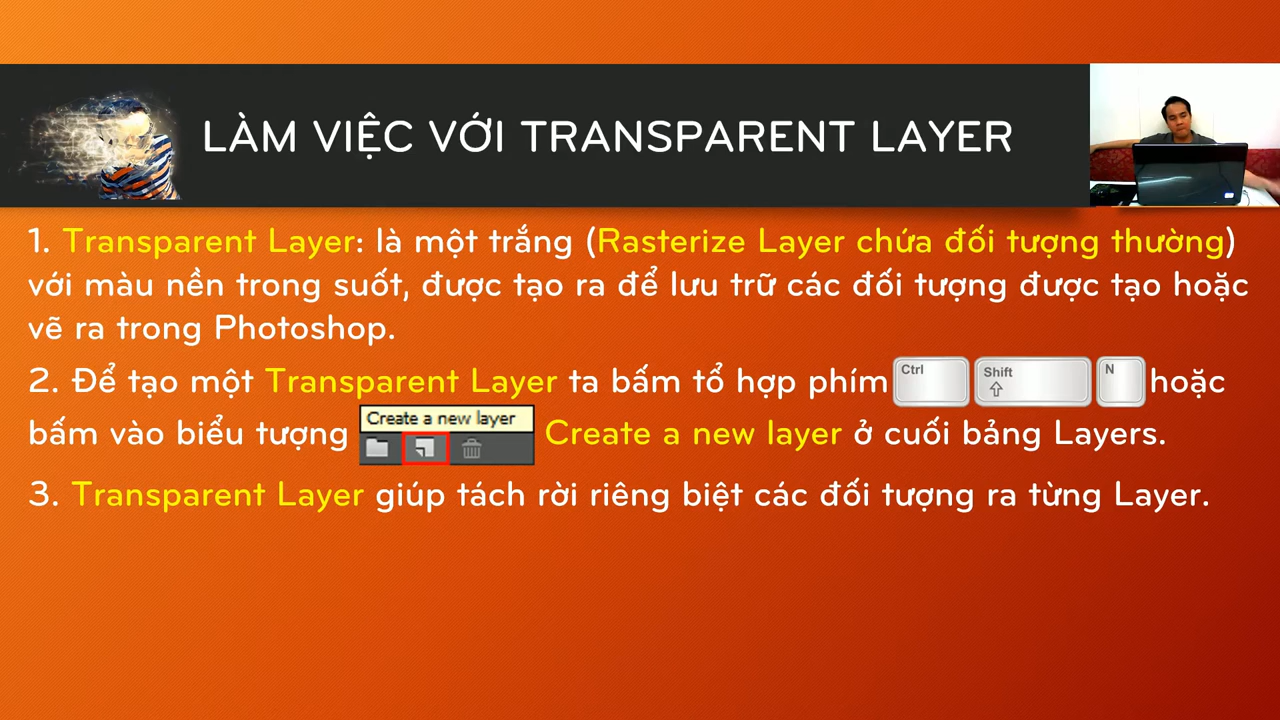 LÀM VIỆC VỚI TRANSPARENT LAYER
1. Transparent Layer: là một trắng (Rasterize Layer chứa đối tượng thường)
với màu nền trong suốt, được tạo ra để lưu trữ các đối tượng được tạo hoặc
vẽ ra trong Photoshop.
2. Để tạo một Transparent Layer ta bấm tổ hợp phím Ctrl Shift N hoặc
Create a new layer
bấm vào biểu tượng Create a new layer ở cuối bảng Layers.
3. Transparent Layer giúp tách rời riêng biệt các đối tượng ra từng Layer.